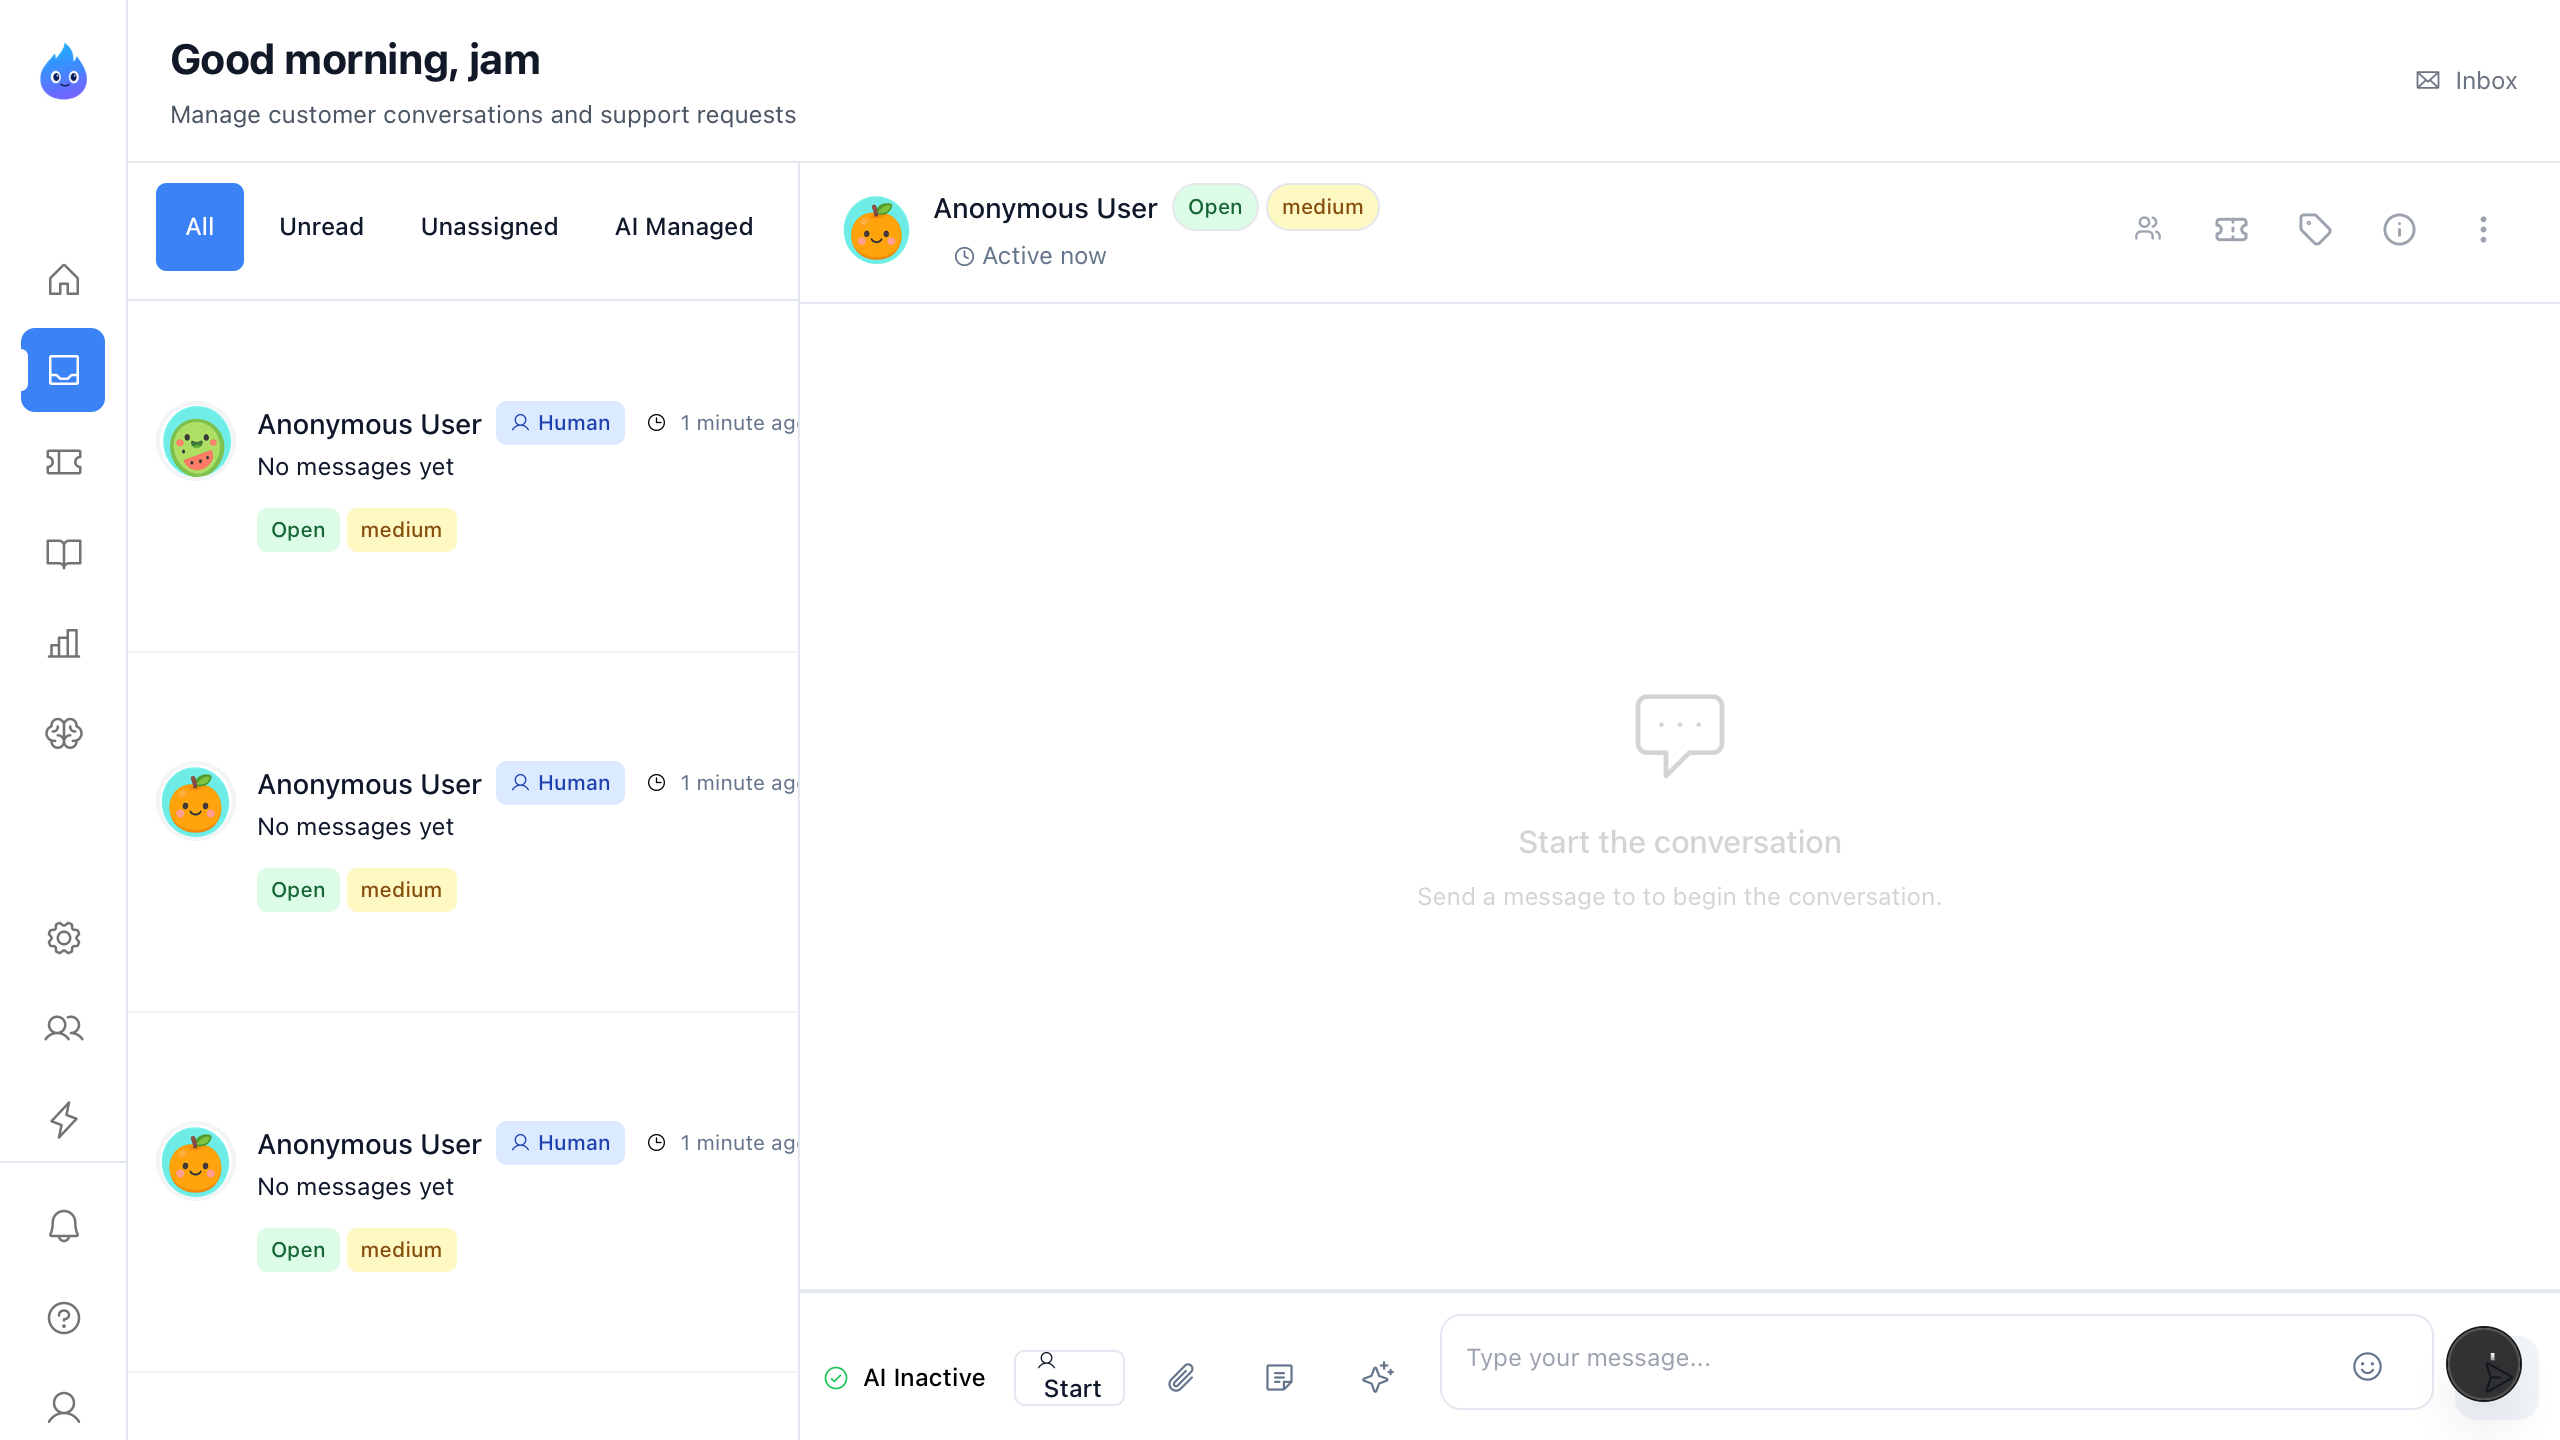 Good morning, jam
Manage customer conversations and support requests
Inbox
All
Unread
Unassigned
AI Managed
Anonymous User
Human
1 minute
No messages yet
Open
medium
Anonymous User
Human
1 minute
No messages yet
Open
medium
Anonymous User
Human
1 minute
No messages yet
Open
medium
Anonymous User
Open
medium
Active now
Start the conversation
Send a message to to begin the conversation.
AI Inactive
Start
Type your message...